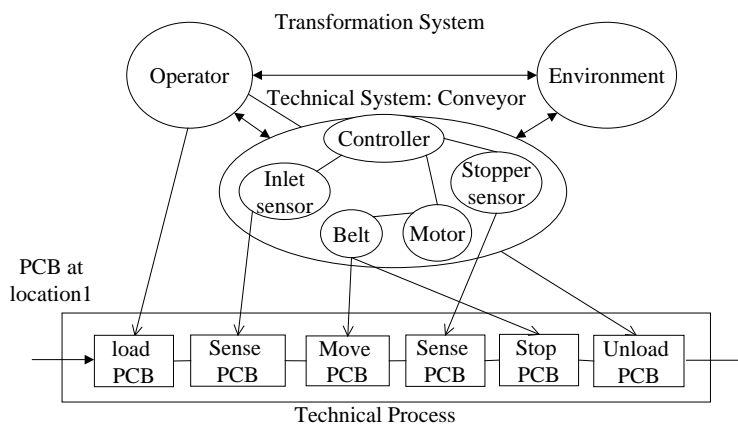 Transformation System
Operator
Environment
Technical System: Conveyor
Controller
Inlet
sensor
Stopper
sensor
Belt
Motor
PCB at
location1
load
PCB
Sense
PCB
Move
PCB
Sense
PCB
Stop
PCB
Unload
PCB
Technical Process